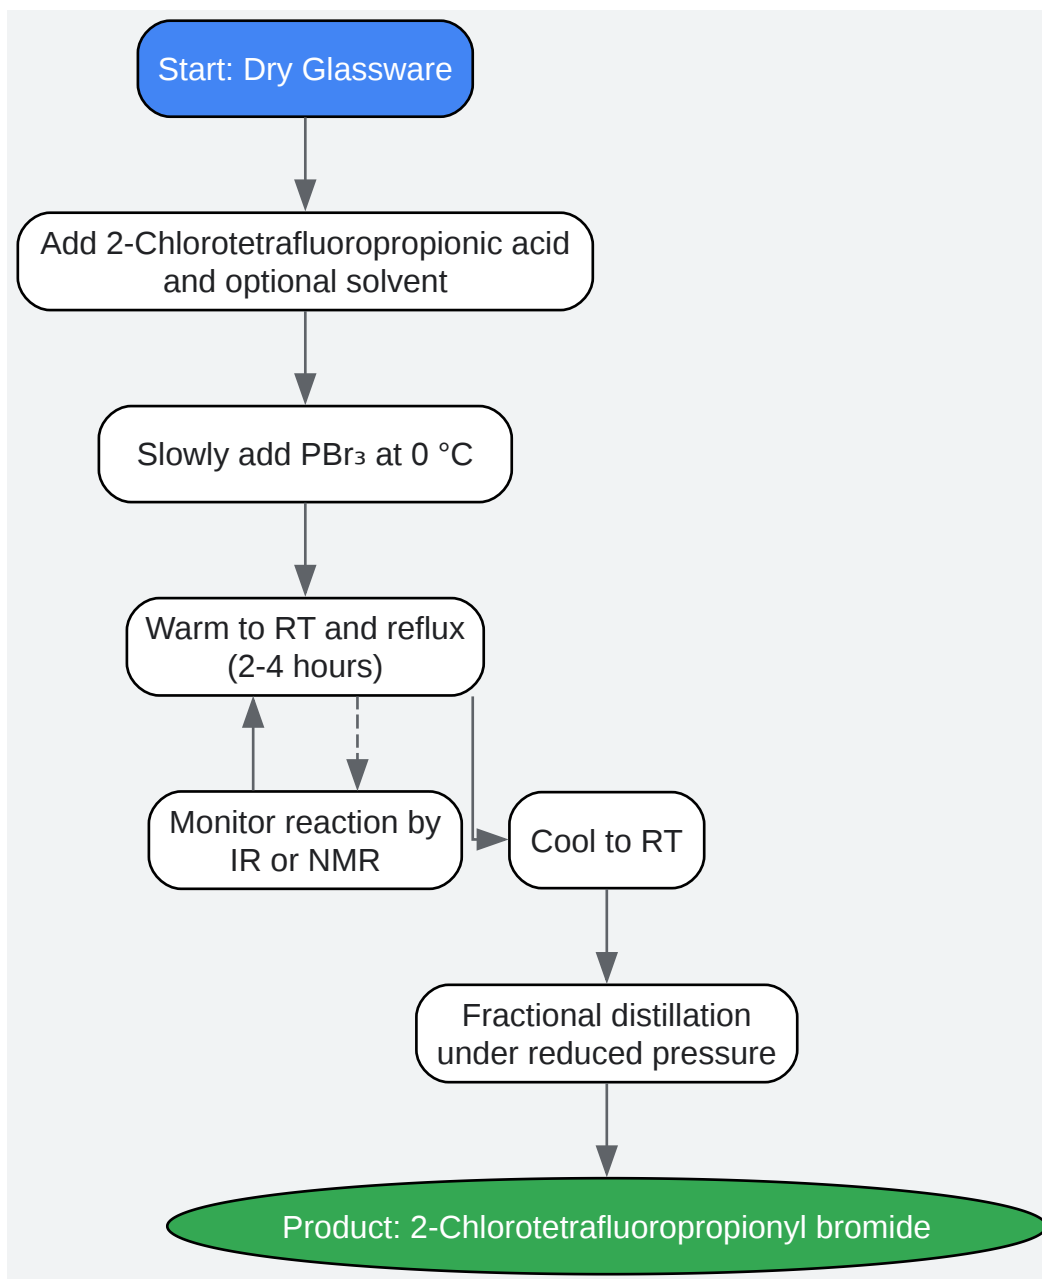 Start: Dry Glassware
Add 2-Chlorotetrafluoropropionic acid
and optional solvent
Slowly add PBr₃ at 0 °C
Warm to RT and reflux
(2-4 hours)
Monitor reaction by
IR or NMR
Cool to RT
Fractional distillation
under reduced pressure
Product: 2-Chlorotetrafluoropropionyl bromide